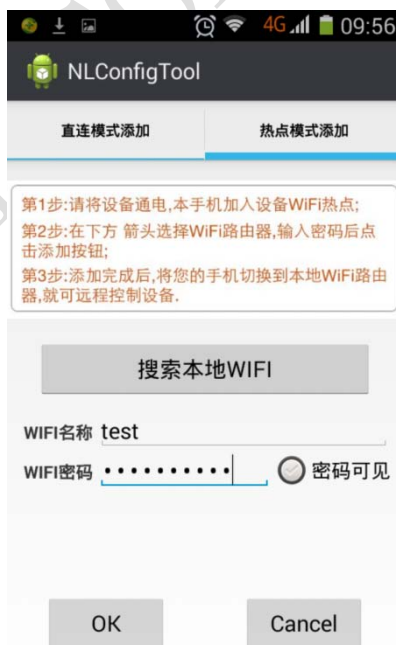 4G 09:56
NLConfigTool
直连模式添加 热点模式添加
第1步:请将设备通电,本手机加入设备WiFi热点;
第2步:在下方 箭头选择WiFi路由器,输入密码后点
击添加按钮;
第3步:添加完成后,将您的手机切换到本地WiFi路由
器,就可远程控制设备.
搜索本地WIFI
WIFI名称 test
WIFI密码 •••••••••• 密码可见
OK Cancel